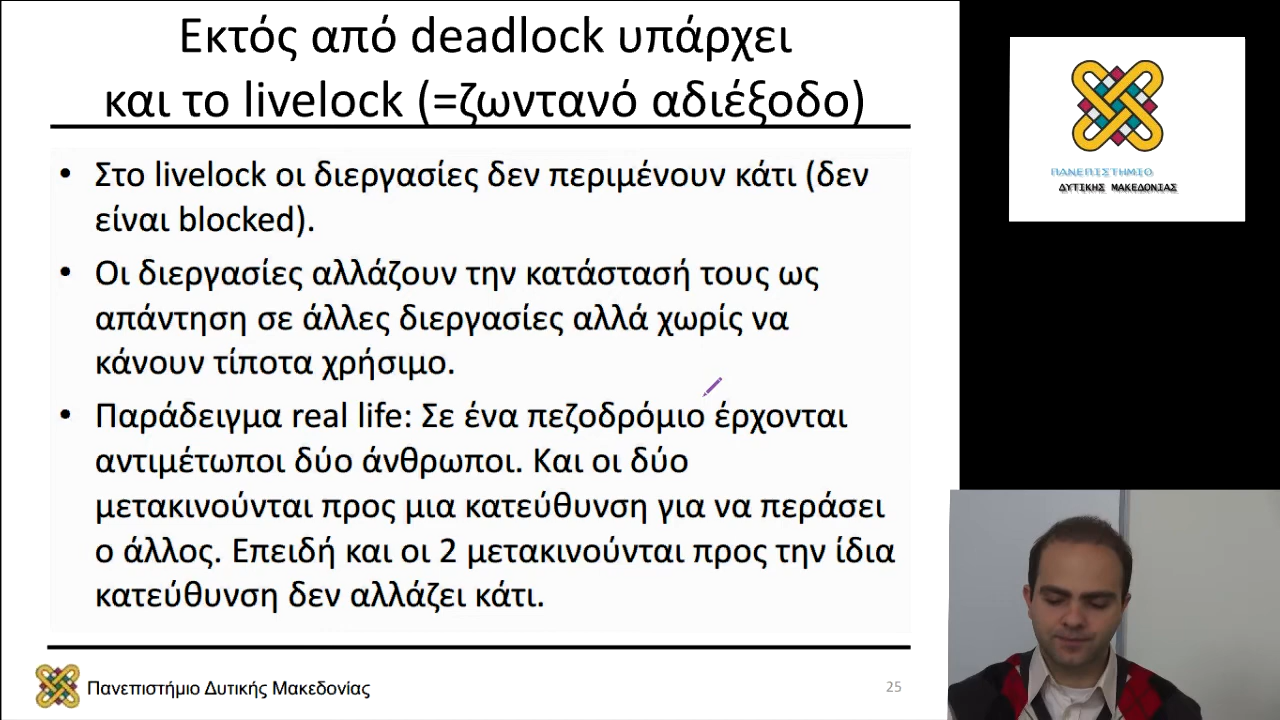 Εκτός από deadlock υπάρχει
και το livelock (=ζωντανό αδιέξοδο)
• Στο livelock οι διεργασίες δεν περιμένουν κάτι (δεν
είναι blocked).
• Οι διεργασίες αλλάζουν την κατάστασή τους ως
απάντηση σε άλλες διεργασίες αλλά χωρίς να
κάνουν τίποτα χρήσιμο.
• Παράδειγμα real life: Σε ένα πεζοδρόμιο έρχονται
αντιμέτωποι δύο άνθρωποι. Και οι δύο
μετακινούνται προς μια κατεύθυνση για να περάσει
ο άλλος. Επειδή και οι 2 μετακινούνται προς την ίδια
κατεύθυνση δεν αλλάζει κάτι.
Πανεπιστήμιο Δυτικής Μακεδονίας
25
ΠΑΝΕΠΙΣΤΗΜΙΟ
ΔΥΤΙΚΗΣ ΜΑΚΕΔΟΝΙΑΣ